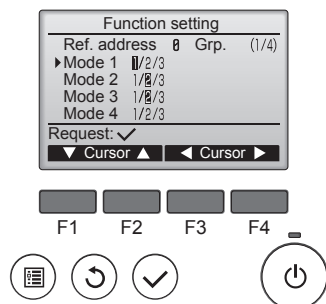 Function setting
Ref. address 0 Grp. (1/4)
Mode 1 1/2/3
Mode 2 1/2/3
Mode 3 1/2/3
Mode 4 1/2/3
Request: ✓
▼ Cursor ▲ ◀ Cursor ▶
F1 F2 F3 F4